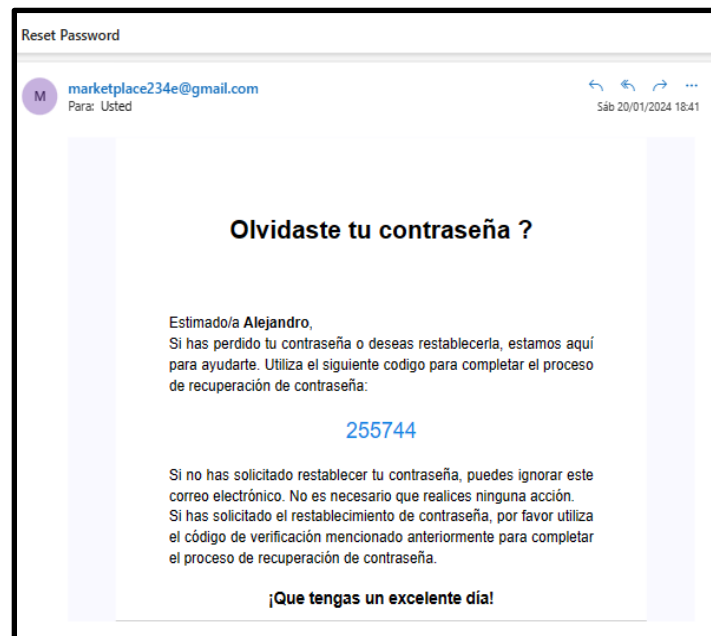 Reset Password
M
marketplace234e@gmail.com
Para: Usted
Sáb 20/01/2024 18:41
Olvidaste tu contraseña ?
Estimado/a Alejandro,
Si has perdido tu contraseña o deseas restablecerla, estamos aquí
para ayudarte. Utiliza el siguiente codigo para completar el proceso
de recuperación de contraseña:
255744
Si no has solicitado restablecer tu contraseña, puedes ignorar este
correo electrónico. No es necesario que realices ninguna acción.
Si has solicitado el restablecimiento de contraseña, por favor utiliza
el código de verificación mencionado anteriormente para completar
el proceso de recuperación de contraseña.
¡Que tengas un excelente día!